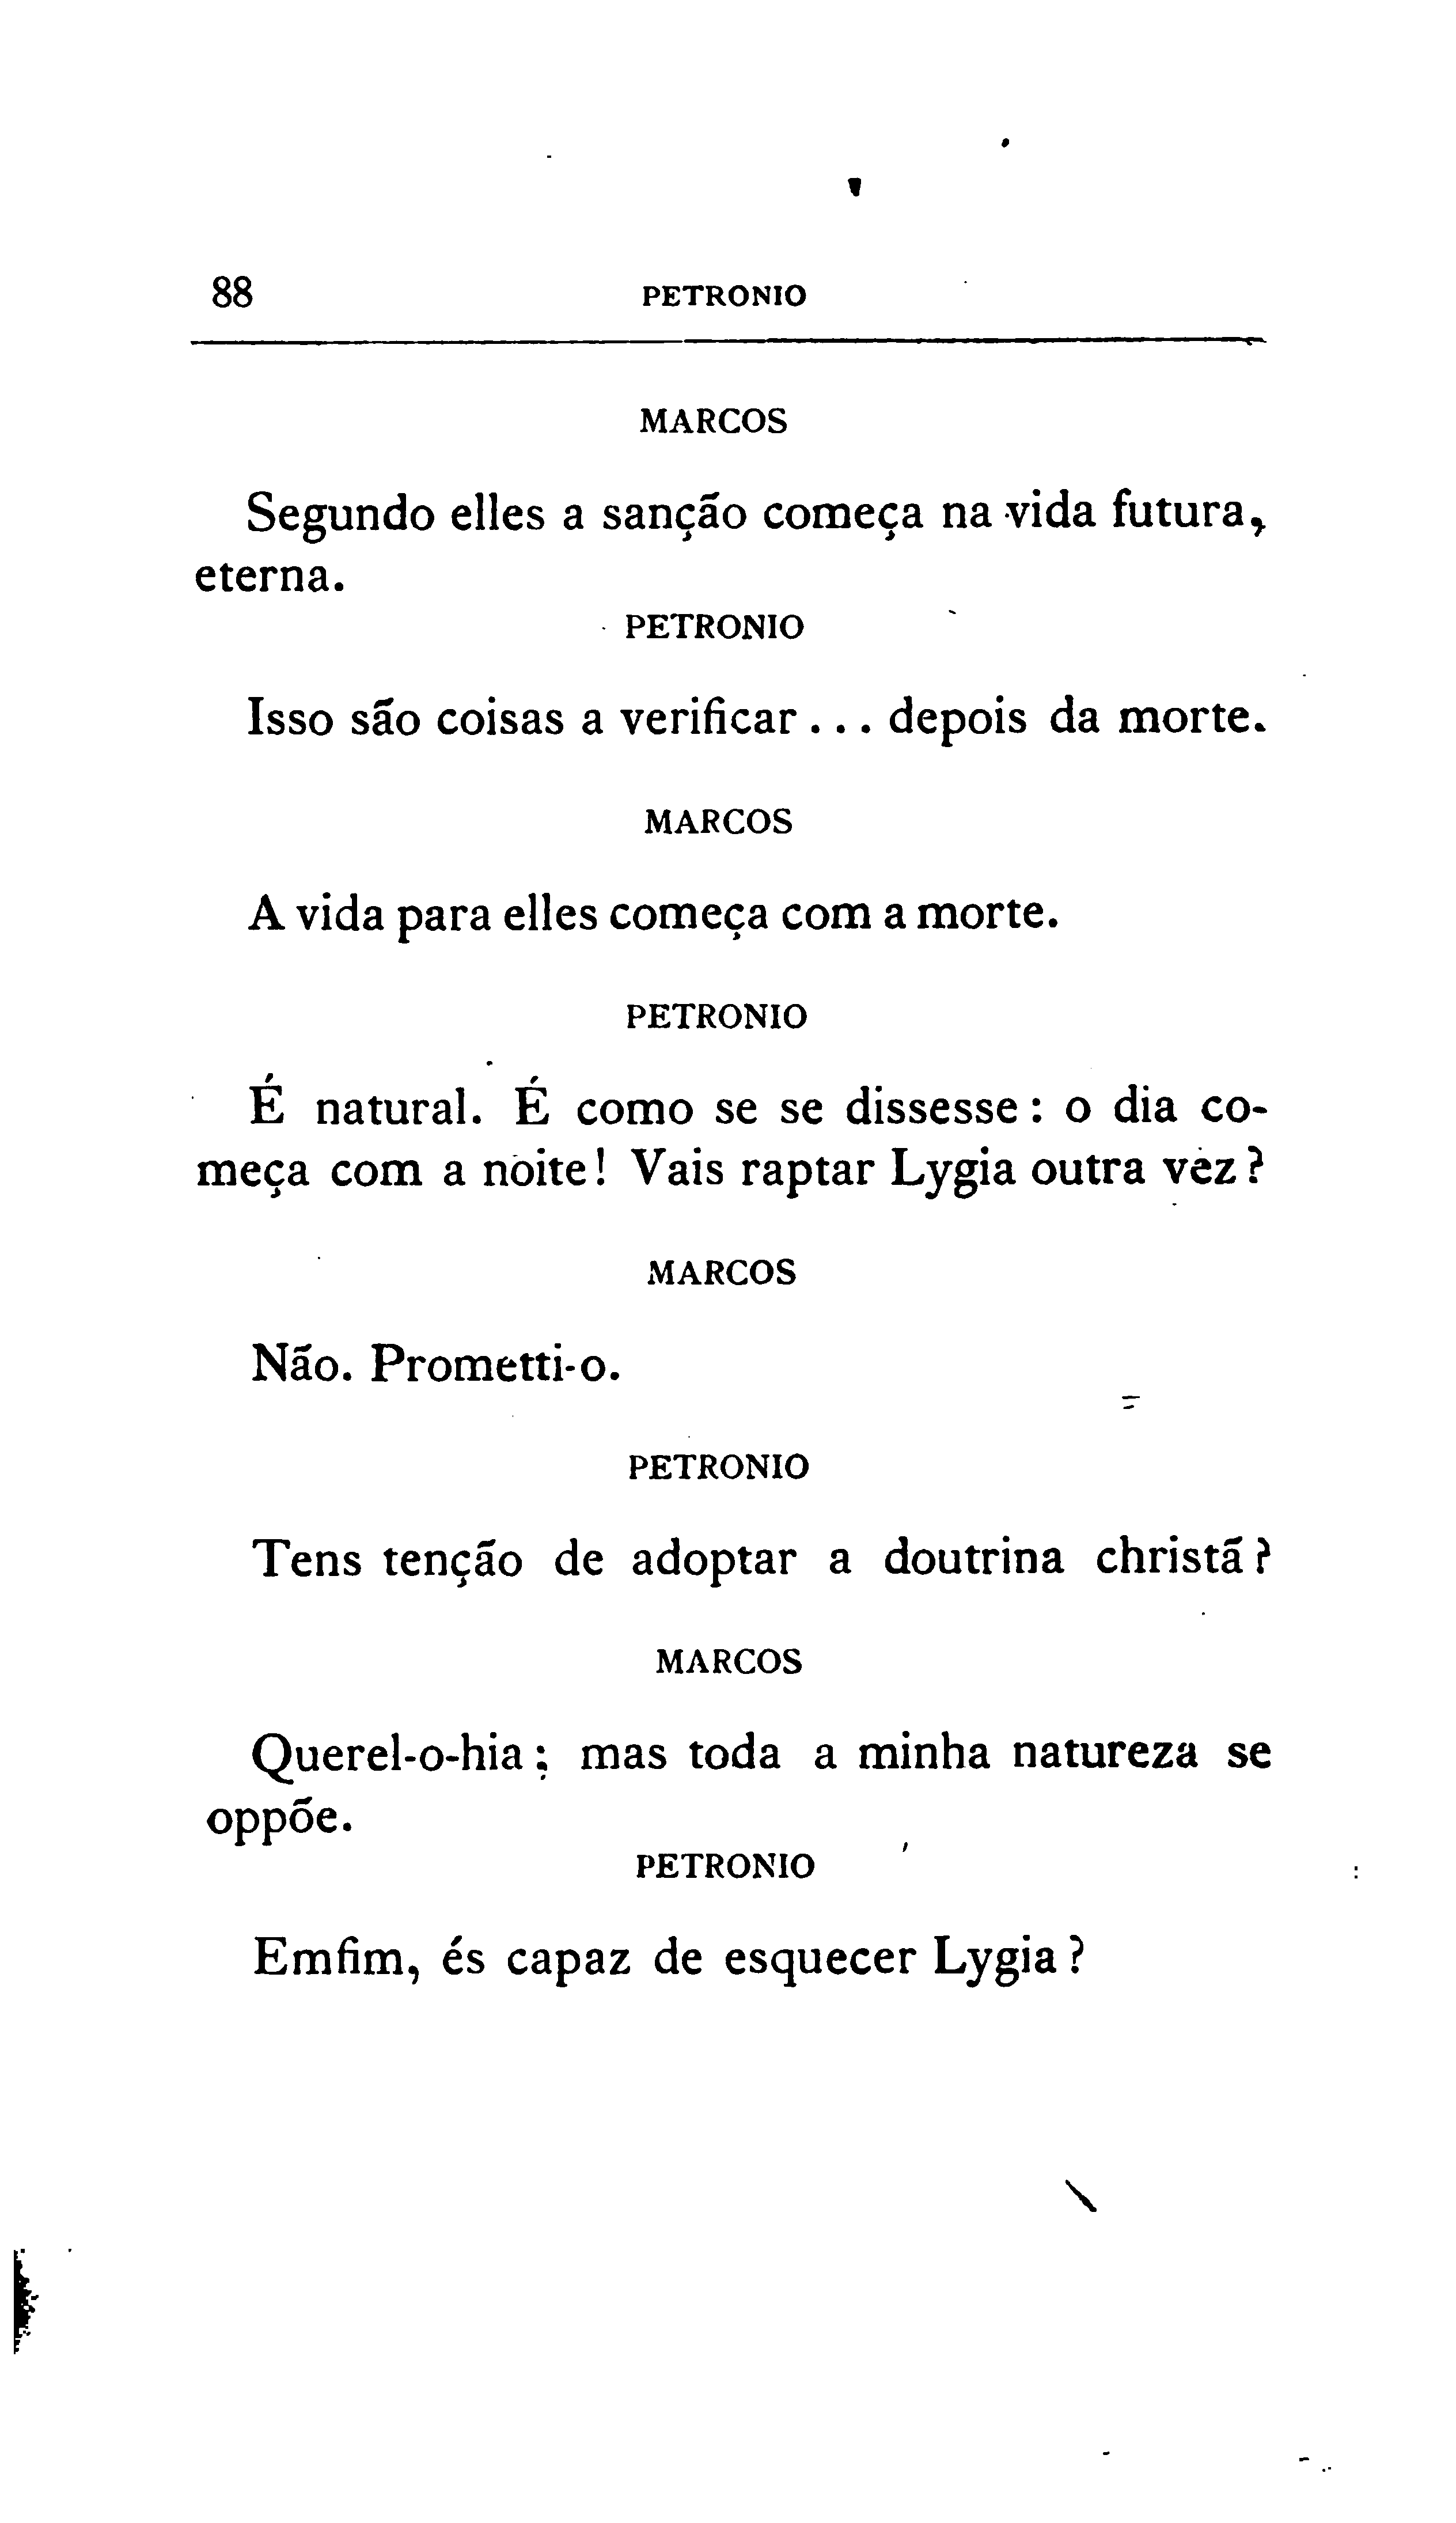 88 PETRONIO
MARCOS
Segundo elles a sanção começa na vida futura,
eterna.
PETRONIO
Isso são coisas a verificar... depois da morte.
MARCOS
A vida para elles começa com a morte.
PETRONIO
É natural. É como se se dissesse: o dia co-
meça com a noite! Vais raptar Lygia outra vez?
MARCOS
Não. Prometti-o.
PETRONIO
Tens tenção de adoptar a doutrina christã?
MARCOS
Querel-o-hia; mas toda a minha natureza se
oppõe.
PETRONIO
Emfim, és capaz de esquecer Lygia?